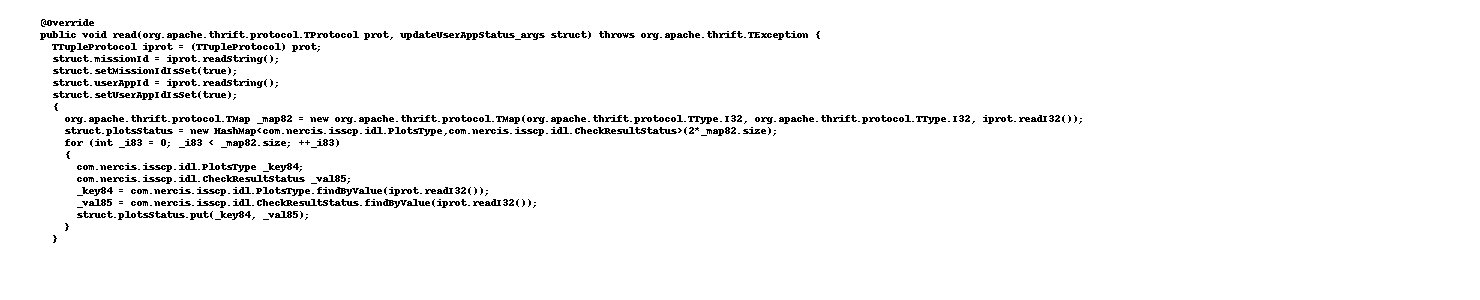 @Override
public void read(org.apache.thrift.protocol.TProtocol prot, updateUserAppStatus_args struct) throws org.apache.thrift.TException {
TTupleProtocol iprot = (TTupleProtocol) prot;
struct.missionId = iprot.readString();
struct.setMissionIdIsSet(true);
struct.userAppId = iprot.readString();
struct.setUserAppIdIsSet(true);
{
org.apache.thrift.protocol.TMap _map82 = new org.apache.thrift.protocol.TMap(org.apache.thrift.protocol.TType.I32, org.apache.thrift.protocol.TType.I32, iprot.readI32());
struct.plotsStatus = new HashMap<com.nercis.isscp.idl.PlotsType,com.nercis.isscp.idl.CheckResultStatus>(2*_map82.size);
for (int _i83 = 0; _i83 < _map82.size; ++_i83)
{
com.nercis.isscp.idl.PlotsType _key84;
com.nercis.isscp.idl.CheckResultStatus _val85;
_key84 = com.nercis.isscp.idl.PlotsType.findByValue(iprot.readI32());
_val85 = com.nercis.isscp.idl.CheckResultStatus.findByValue(iprot.readI32());
struct.plotsStatus.put(_key84, _val85);
}
}